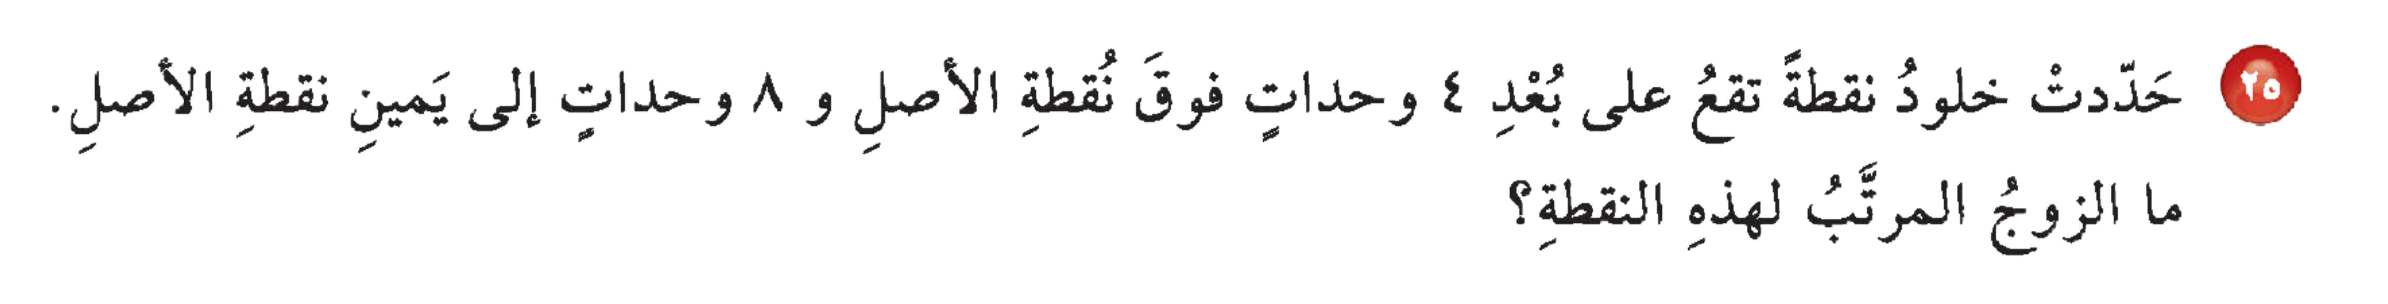 ٢٥ حَدّدتْ خلودُ نقطةً تقعُ على بُعْدِ ٤ وحداتٍ فوقَ نُقطةِ الأصلِ و ٨ وحداتٍ إلى يَمينِ نقطةِ الأصلِ.
ما الزوجُ المرتَّبُ لهذهِ النقطةِ؟